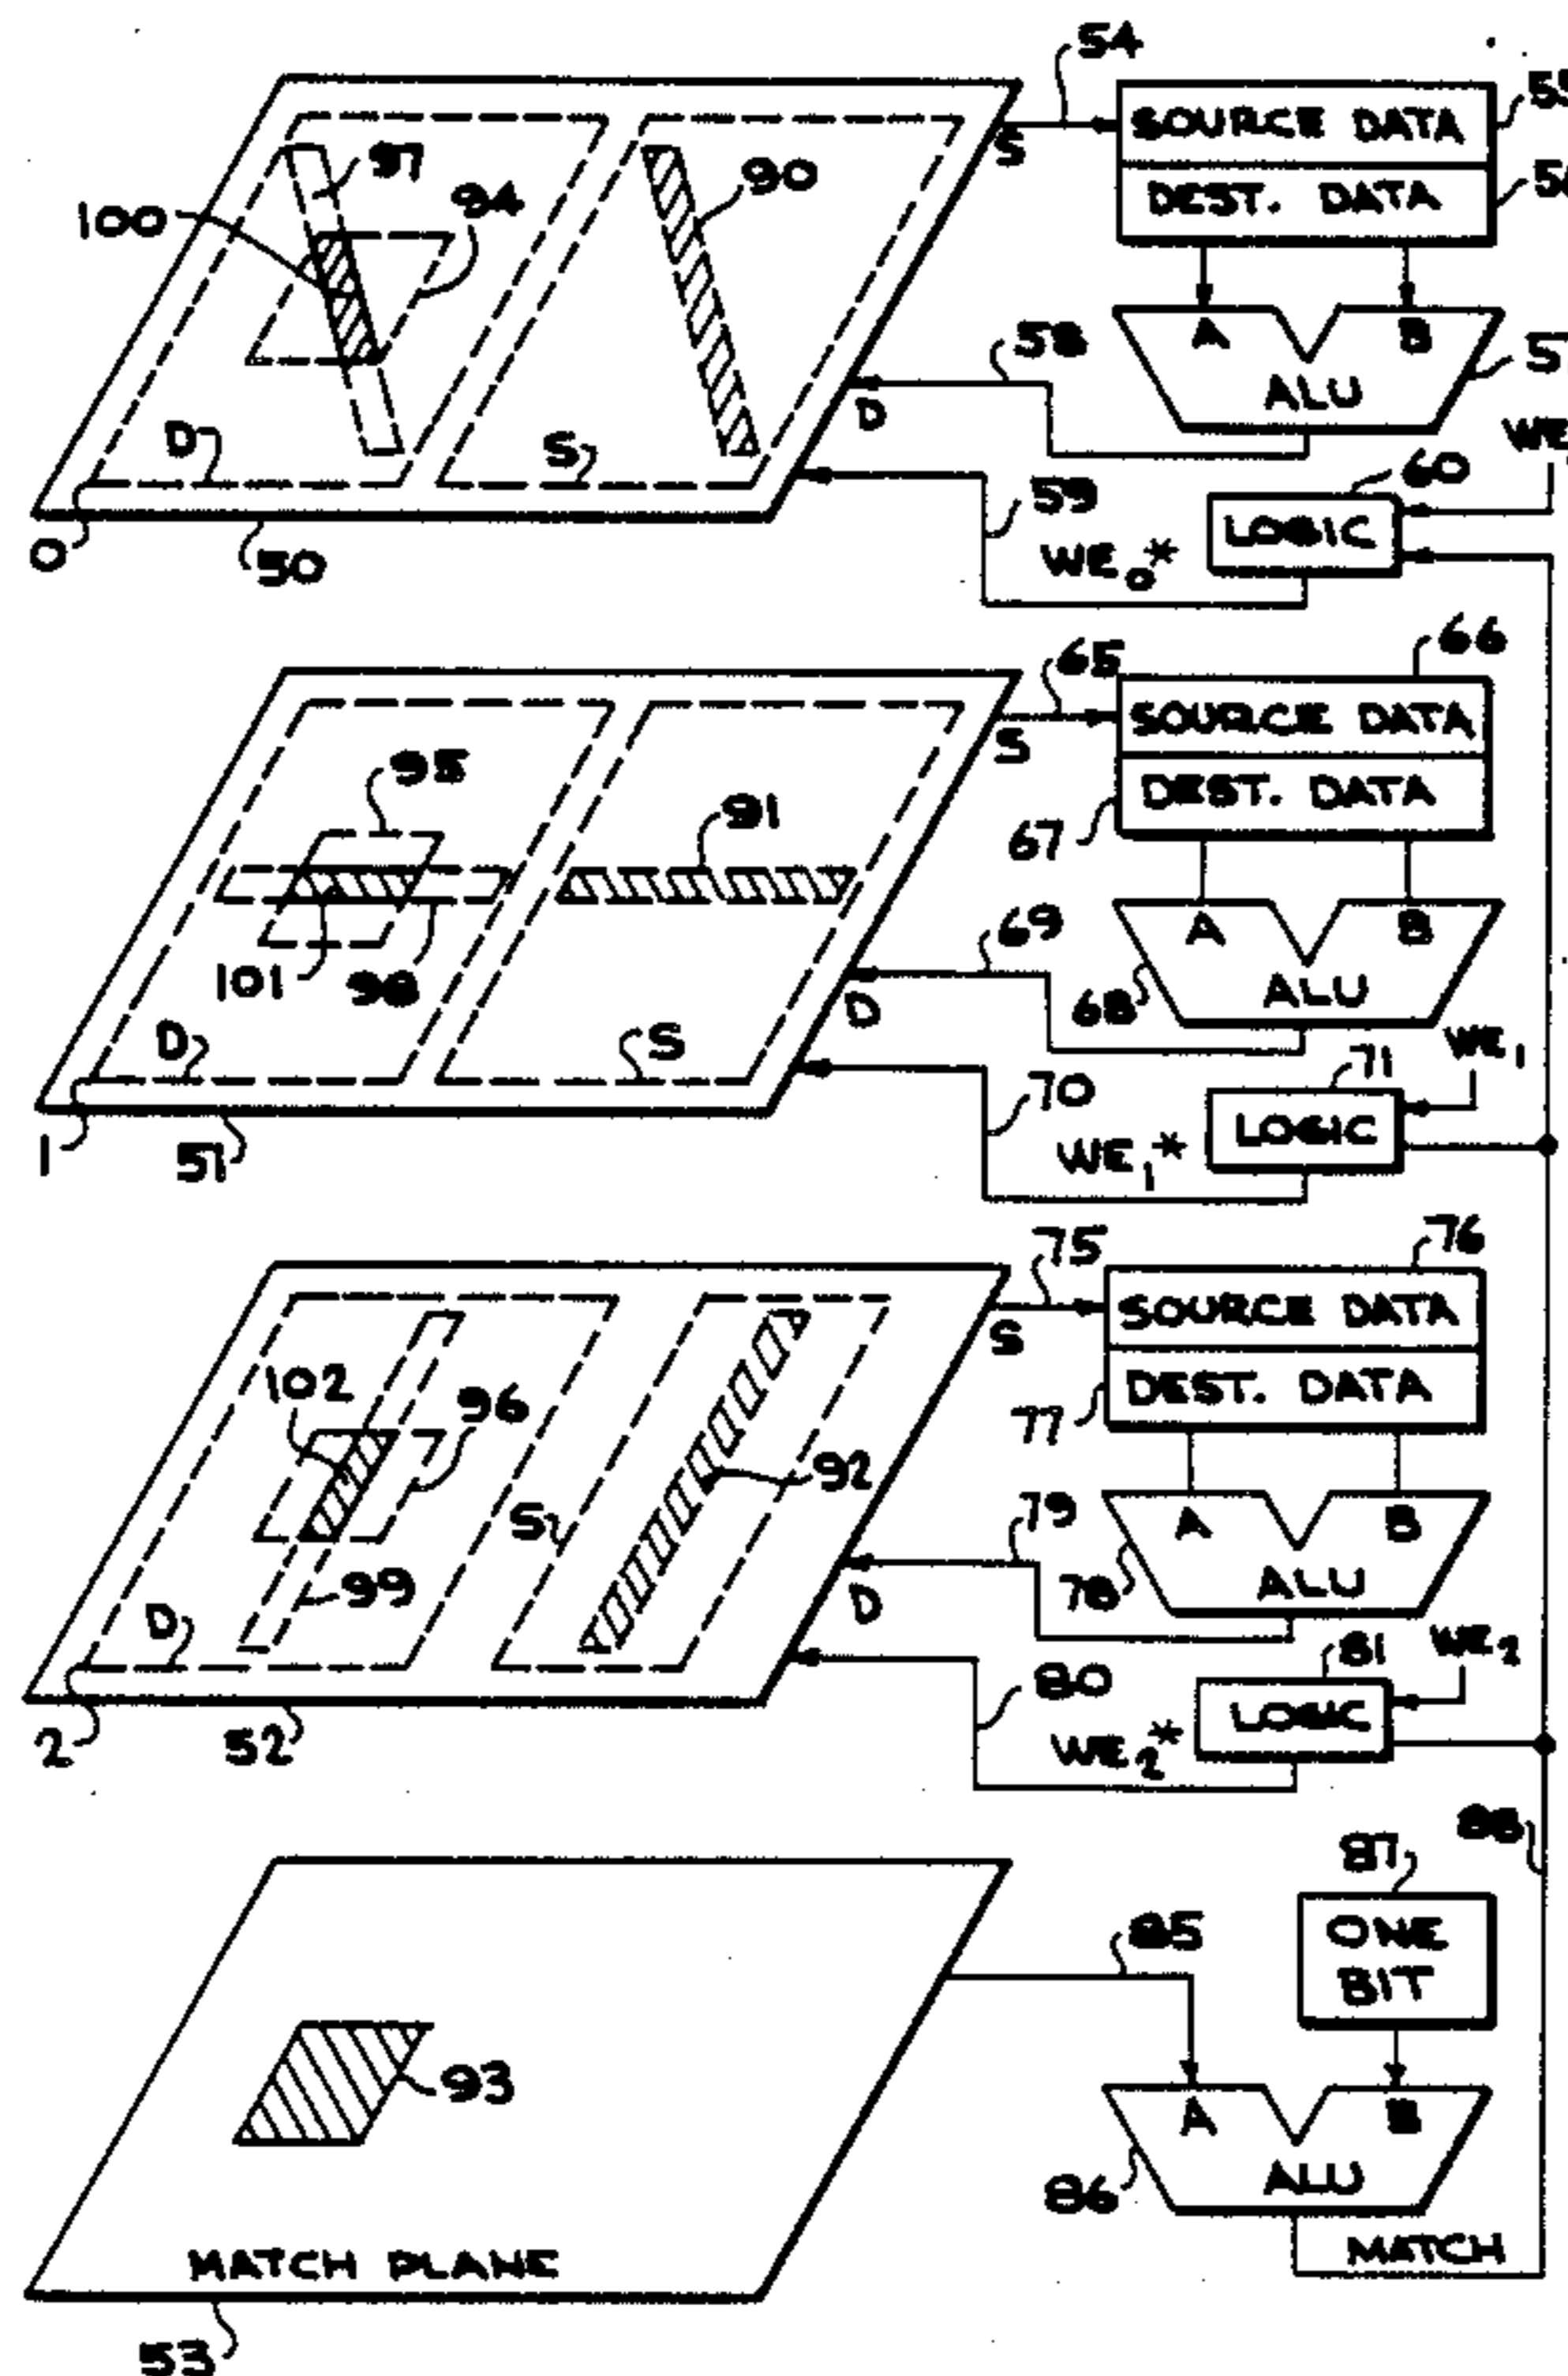 54
S
SOURCE DATA
DEST. DATA
97
94
90
100
A
B
ALU
58
D
D
S
59
60
LOGIC
WE₀*
0
50
65
66
S
SOURCE DATA
DEST. DATA
67
95
91
A
B
ALU
68
69
101
98
D
D
S
WE₁
71
LOGIC
70
WE₁*
1
51
75
76
S
SOURCE DATA
DEST. DATA
77
102
96
92
S
A
B
ALU
78
79
99
D
D
WE₂
81
LOGIC
80
WE₂*
2
52
88
87
ONE
BIT
85
93
A
B
ALU
86
MATCH
MATCH PLANE
53